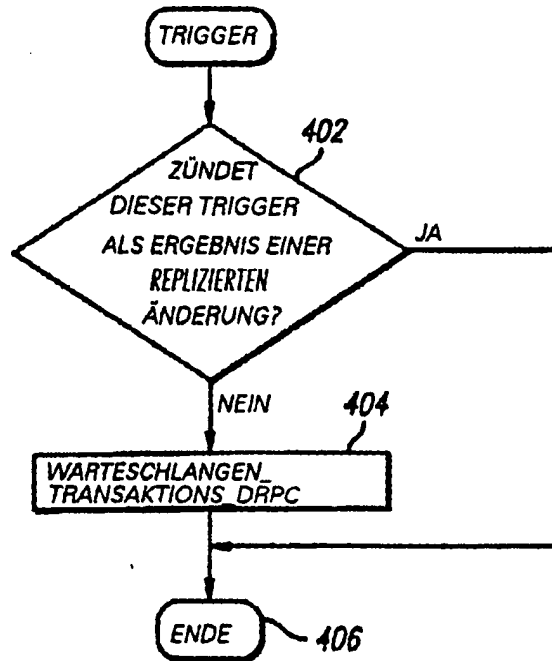 TRIGGER
402
ZÜNDET
DIESER TRIGGER
ALS ERGEBNIS EINER
REPLIZIERTEN
ÄNDERUNG?
JA
NEIN
404
WARTESCHLANGEN_
TRANSAKTIONS_DRPC
ENDE
406